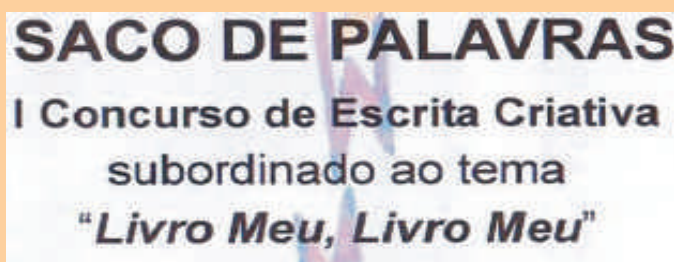 SACO DE PALAVRAS
I Concurso de Escrita Criativa
subordinado ao tema
“Livro Meu, Livro Meu”